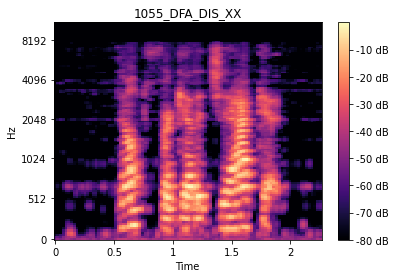 1055_DFA_DIS_XX
8192
4096
2048
1024
512
0
Hz
0
0.5
1
1.5
2
Time
-10 dB
-20 dB
-30 dB
-40 dB
-50 dB
-60 dB
-70 dB
-80 dB